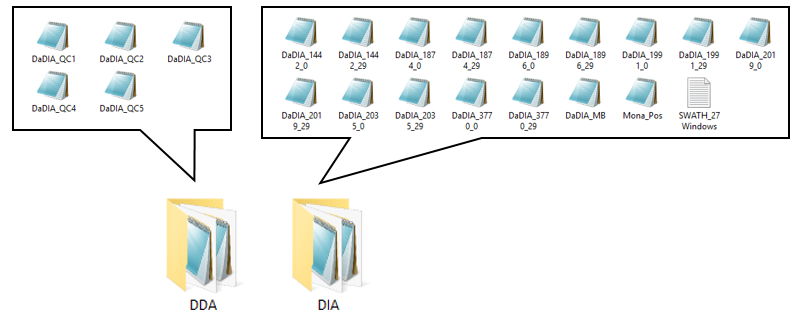 DaDIA_QC1 DaDIA_QC2 DaDIA_QC3
DaDIA_QC4 DaDIA_QC5
DaDIA_144 DaDIA_144 DaDIA_187 DaDIA_187 DaDIA_189 DaDIA_189 DaDIA_199 DaDIA_199 DaDIA_201
2_0 2_29 4_0 4_29 6_0 6_29 1_0 1_29 9_0
DaDIA_201 DaDIA_203 DaDIA_203 DaDIA_377 DaDIA_377 DaDIA_MB Mona_Pos SWATH_27
9_29 5_0 5_29 0_0 0_29 Windows
DDA DIA